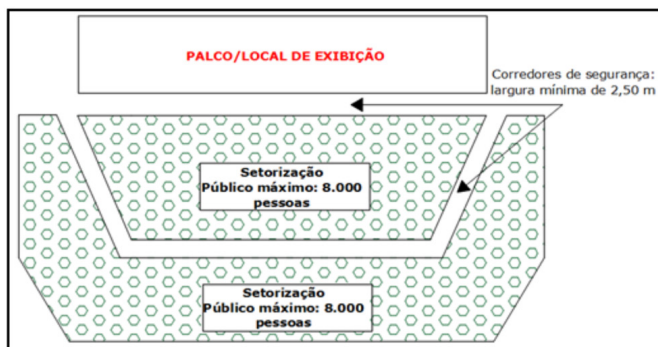 PALCO/LOCAL DE EXIBIÇÃO
Corredores de segurança:
largura mínima de 2,50 m
Setorização
Público máximo: 8.000
pessoas
Setorização
Público máximo: 8.000
pessoas